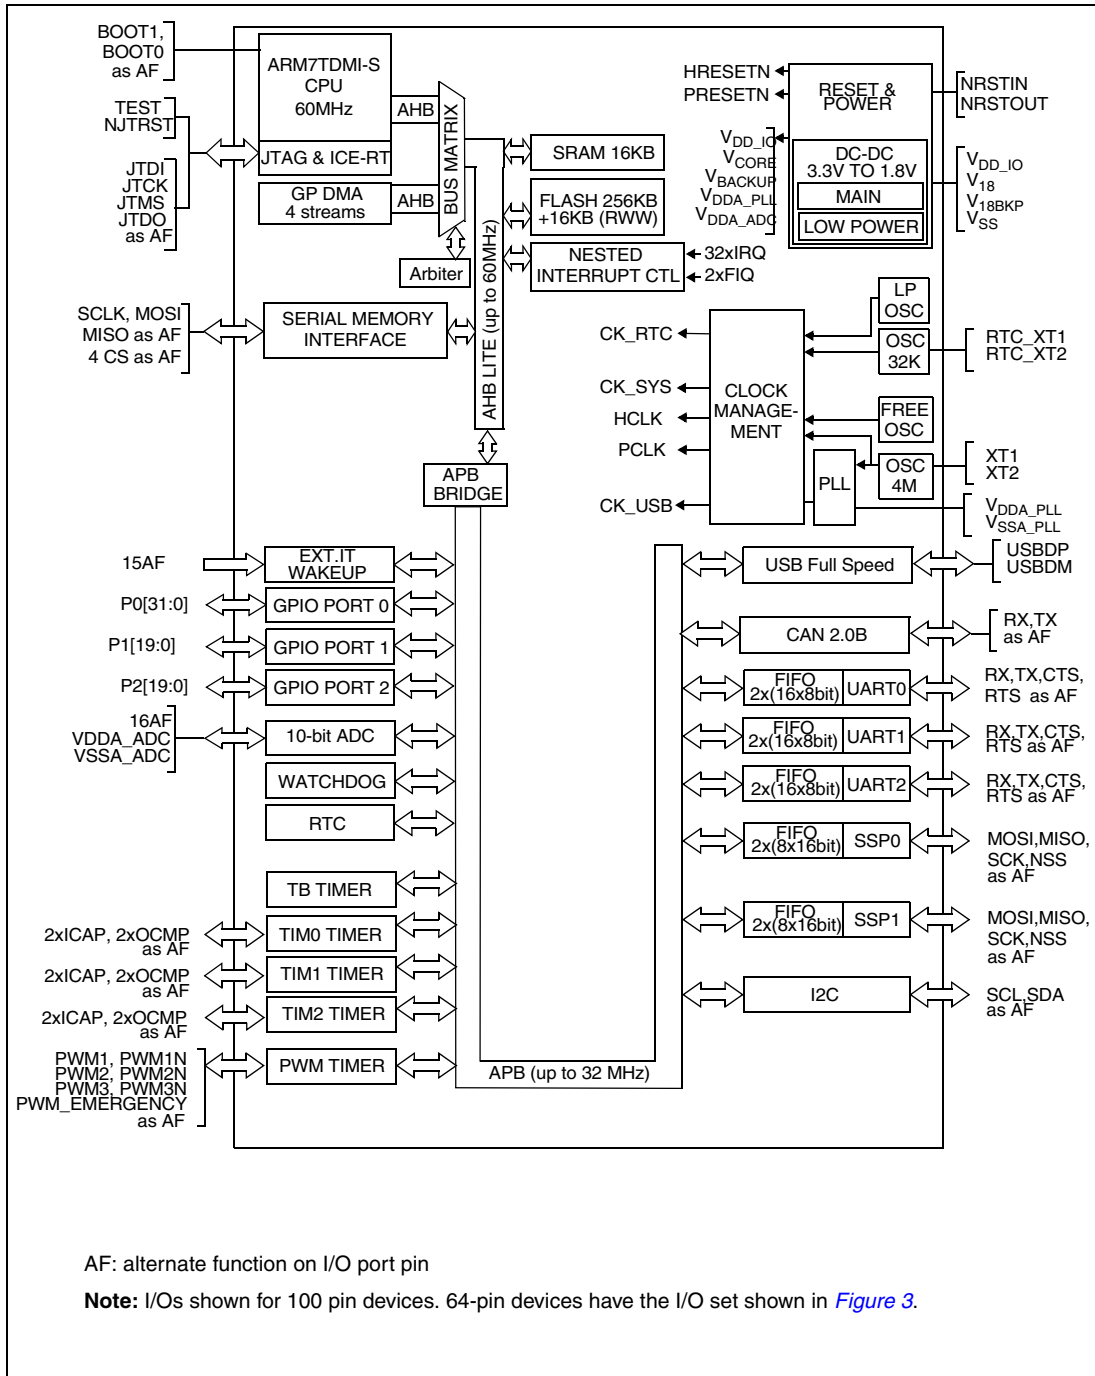 BOOT1,
BOOT0
as AF
TEST
NJTRST
JTDI
JTCK
JTMS
JTDO
as AF
ARM7TDMI-S
CPU
60MHz
JTAG & ICE-RT
GP DMA
4 streams
AHB
AHB
BUS MATRIX
Arbiter
SRAM 16KB
FLASH 256KB
+16KB (RWW)
NESTED
INTERRUPT CTL
32xIRQ
2xFIQ
AHB LITE (up to 60MHz)
HRESETN
PRESETN
VDD_IO
VCORE
VBACKUP
VDDA_PLL
VDDA_ADC
RESET &
POWER
DC-DC
3.3V TO 1.8V
MAIN
LOW POWER
NRSTIN
NRSTOUT
VDD_IO
V18
V18BKP
VSS
SCLK, MOSI
MISO as AF
4 CS as AF
SERIAL MEMORY
INTERFACE
CK_RTC
CK_SYS
HCLK
PCLK
CK_USB
CLOCK
MANAGE-
MENT
PLL
LP
OSC
OSC
32K
FREE
OSC
OSC
4M
RTC_XT1
RTC_XT2
XT1
XT2
VDDA_PLL
VSSA_PLL
APB
BRIDGE
15AF
EXT.IT
WAKEUP
P0[31:0]
GPIO PORT 0
P1[19:0]
GPIO PORT 1
P2[19:0]
GPIO PORT 2
16AF
VDDA_ADC
VSSA_ADC
10-bit ADC
WATCHDOG
RTC
TB TIMER
2xICAP, 2xOCMP
as AF
TIM0 TIMER
2xICAP, 2xOCMP
as AF
TIM1 TIMER
2xICAP, 2xOCMP
as AF
TIM2 TIMER
PWM1, PWM1N
PWM2, PWM2N
PWM3, PWM3N
PWM_EMERGENCY
as AF
PWM TIMER
APB (up to 32 MHz)
USB Full Speed
USBDP
USBDM
CAN 2.0B
RX,TX
as AF
FIFO
2x(16x8bit)
UART0
RX,TX,CTS,
RTS as AF
FIFO
2x(16x8bit)
UART1
RX,TX,CTS,
RTS as AF
FIFO
2x(16x8bit)
UART2
RX,TX,CTS,
RTS as AF
FIFO
2x(8x16bit)
SSP0
MOSI,MISO,
SCK,NSS
as AF
FIFO
2x(8x16bit)
SSP1
MOSI,MISO,
SCK,NSS
as AF
I2C
SCL,SDA
as AF
AF: alternate function on I/O port pin
Note: I/Os shown for 100 pin devices. 64-pin devices have the I/O set shown in Figure 3.